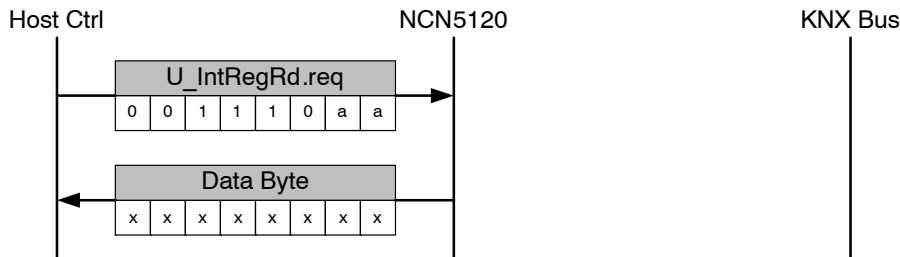 Host Ctrl NCN5120 KNX Bus
U_IntRegRd.req
0 0 1 1 1 0 a a
Data Byte
x x x x x x x x